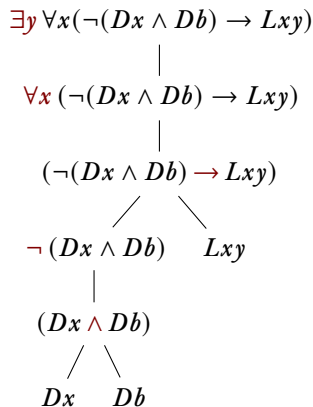 ∃y ∀x(¬(Dx ∧ Db) → Lxy)
∀x (¬(Dx ∧ Db) → Lxy)
(¬(Dx ∧ Db) → Lxy)
¬ (Dx ∧ Db) Lxy
(Dx ∧ Db)
Dx Db